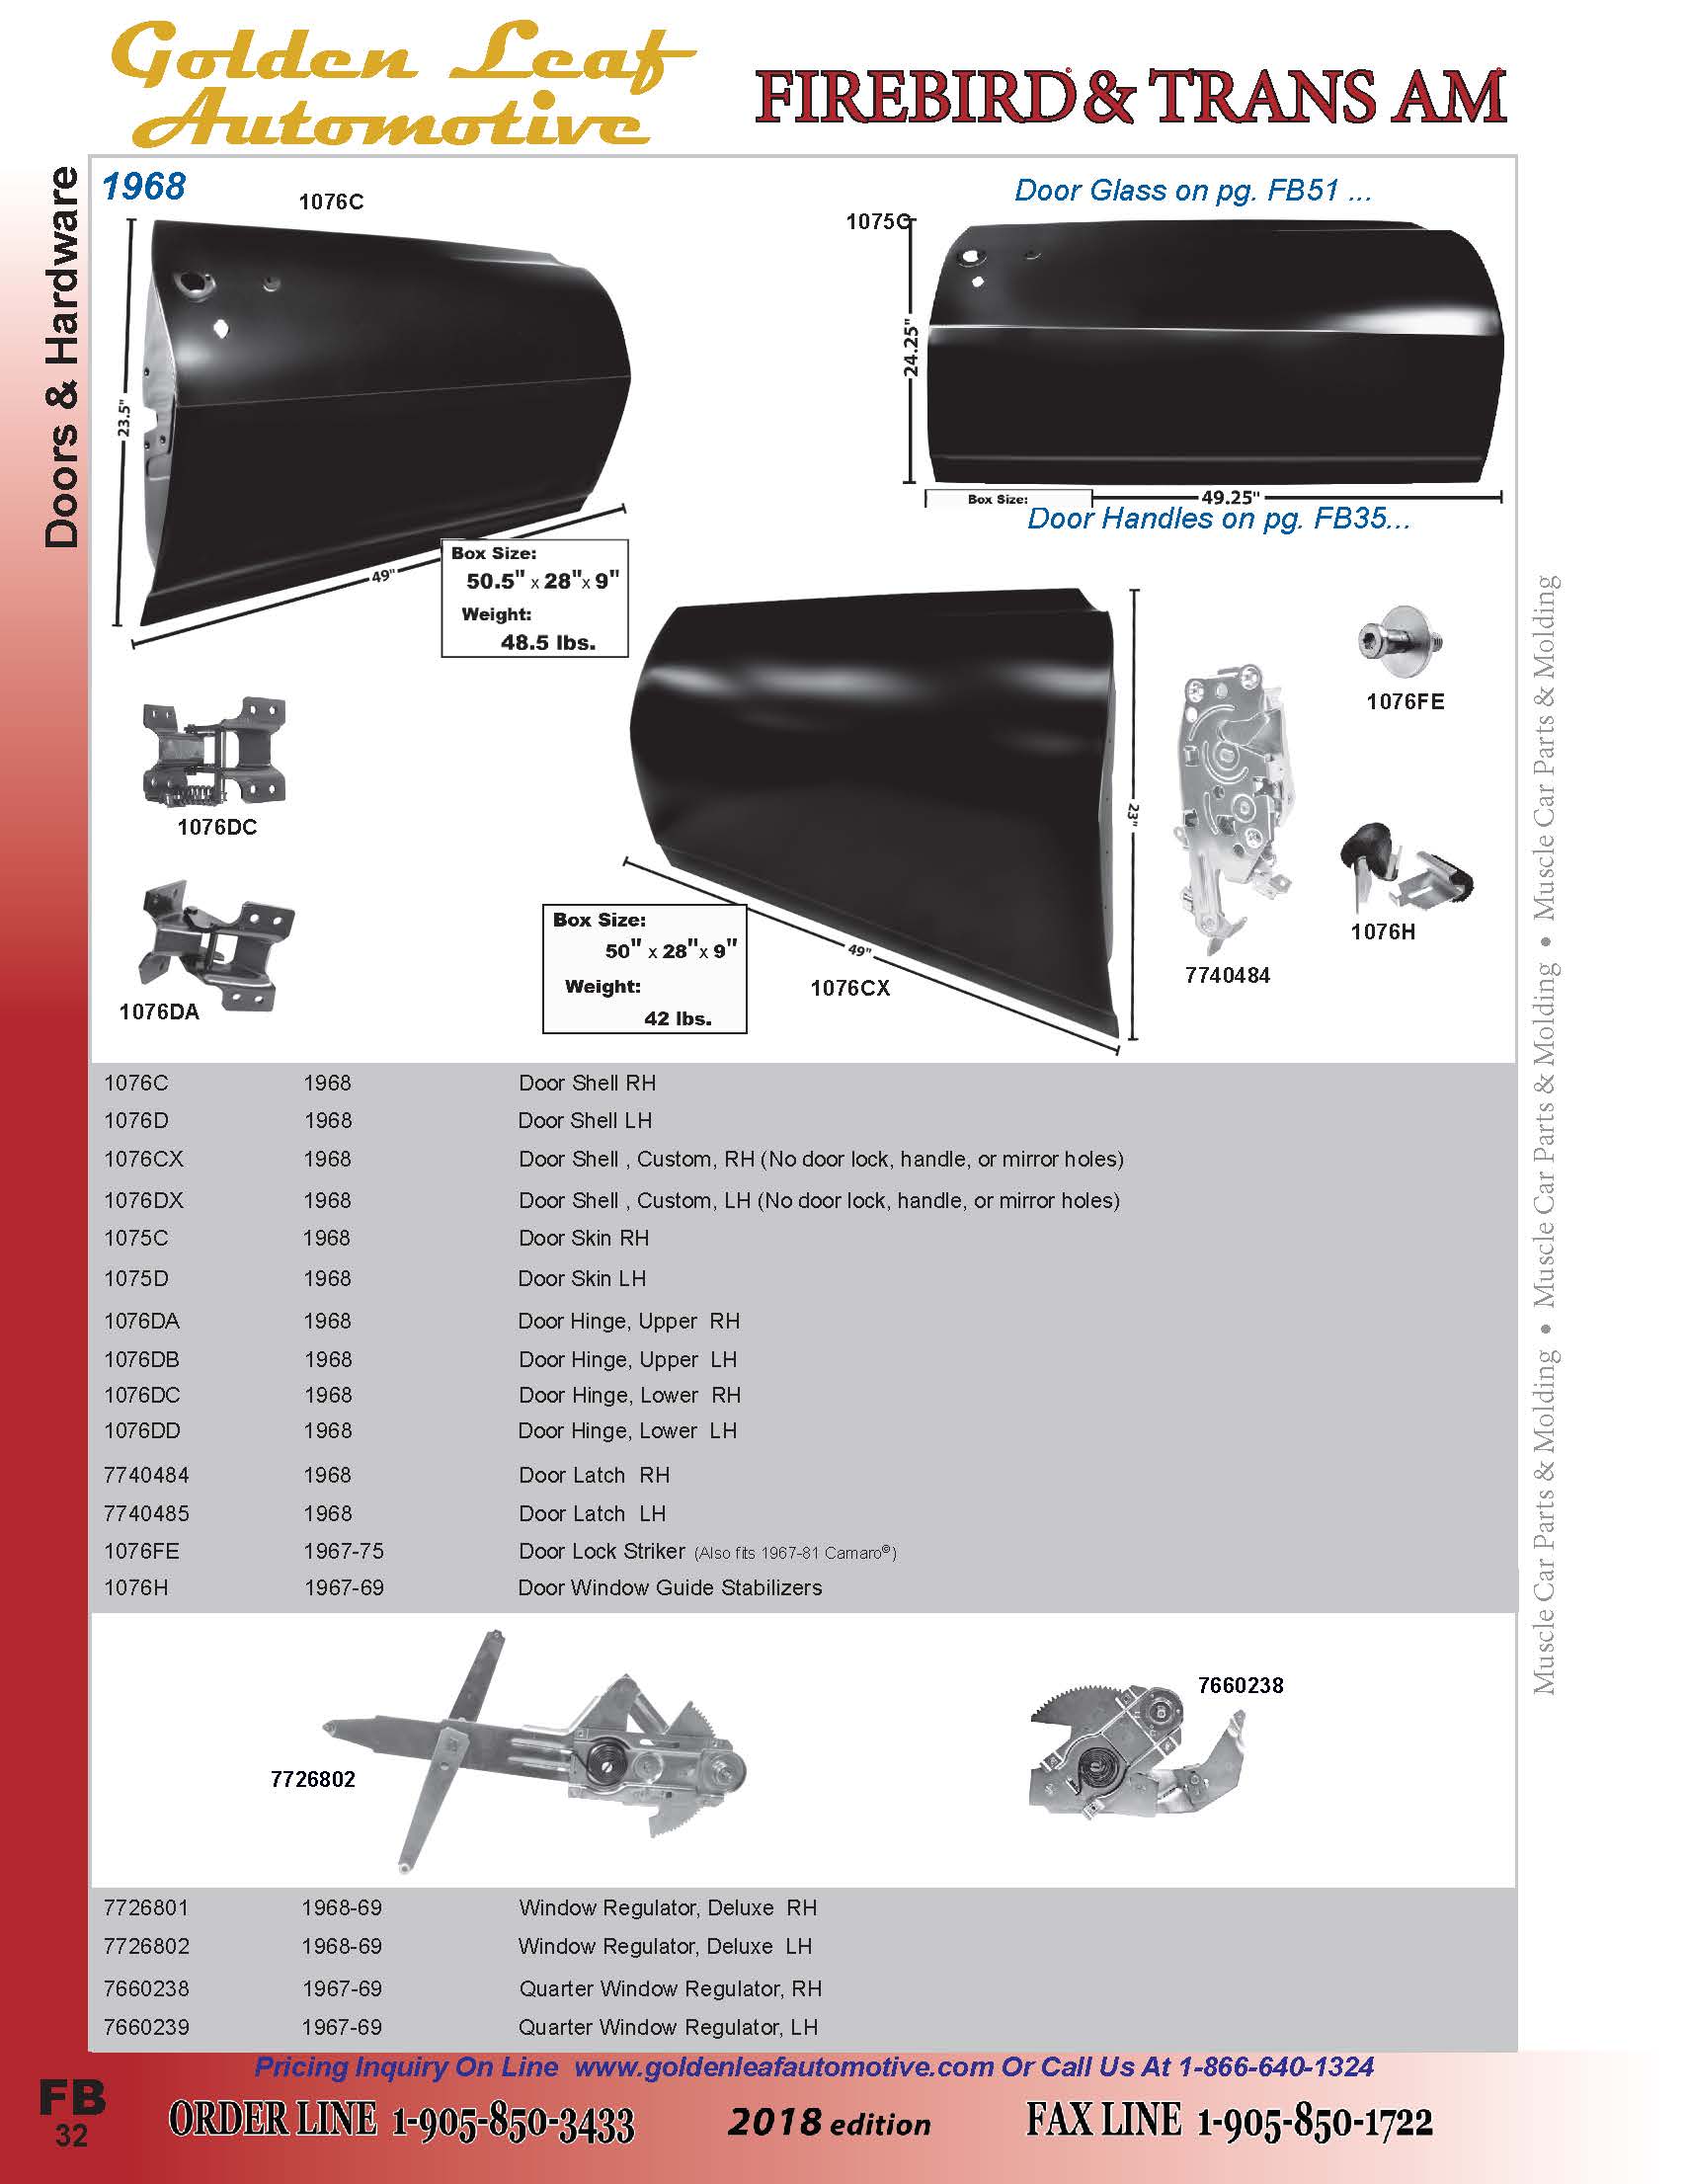 Golden Leaf
Automotive
FIREBIRD® & TRANS AM®
Doors & Hardware
1968
1076C
Door Glass on pg. FB51 ...
1075C
23.5"
49"
24.25"
Box Size:
49.25"
Door Handles on pg. FB35...
Box Size:
50.5" x 28"x 9"
Weight:
48.5 lbs.
1076FE
1076DC
23"
1076H
7740484
Box Size:
50" x 28"x 9"
Weight:
42 lbs.
49"
1076CX
1076DA
1076C 1968 Door Shell RH
1076D 1968 Door Shell LH
1076CX 1968 Door Shell , Custom, RH (No door lock, handle, or mirror holes)
1076DX 1968 Door Shell , Custom, LH (No door lock, handle, or mirror holes)
1075C 1968 Door Skin RH
1075D 1968 Door Skin LH
1076DA 1968 Door Hinge, Upper RH
1076DB 1968 Door Hinge, Upper LH
1076DC 1968 Door Hinge, Lower RH
1076DD 1968 Door Hinge, Lower LH
7740484 1968 Door Latch RH
7740485 1968 Door Latch LH
1076FE 1967-75 Door Lock Striker (Also fits 1967-81 Camaro®)
1076H 1967-69 Door Window Guide Stabilizers
7726802
7660238
7726801 1968-69 Window Regulator, Deluxe RH
7726802 1968-69 Window Regulator, Deluxe LH
7660238 1967-69 Quarter Window Regulator, RH
7660239 1967-69 Quarter Window Regulator, LH
Muscle Car Parts & Molding • Muscle Car Parts & Molding • Muscle Car Parts & Molding
Pricing Inquiry On Line www.goldenleafautomotive.com Or Call Us At 1-866-640-1324
FB
32
ORDER LINE 1-905-850-3433
2018 edition
FAX LINE 1-905-850-1722